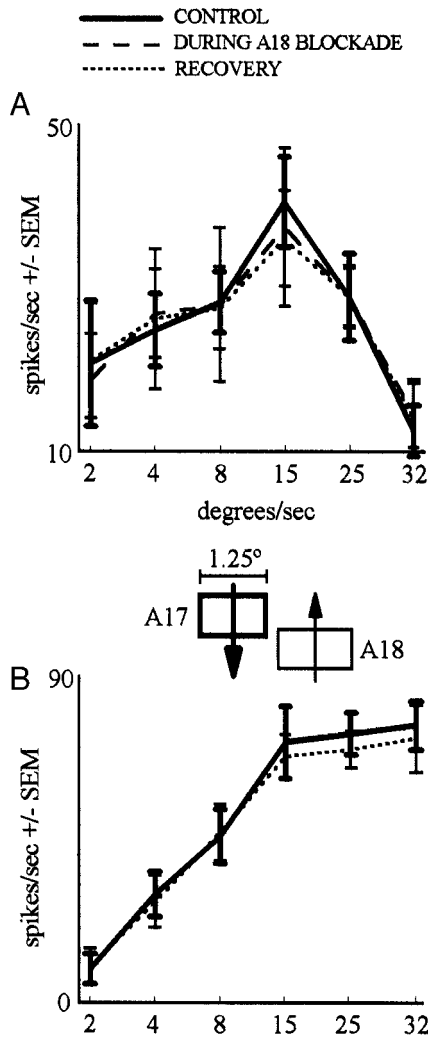 CONTROL
DURING A18 BLOCKADE
RECOVERY
A
50
spikes/sec +/- SEM
10
2 4 8 15 25 32
degrees/sec
1.25º
A17
A18
B
90
spikes/sec +/- SEM
0
2 4 8 15 25 32